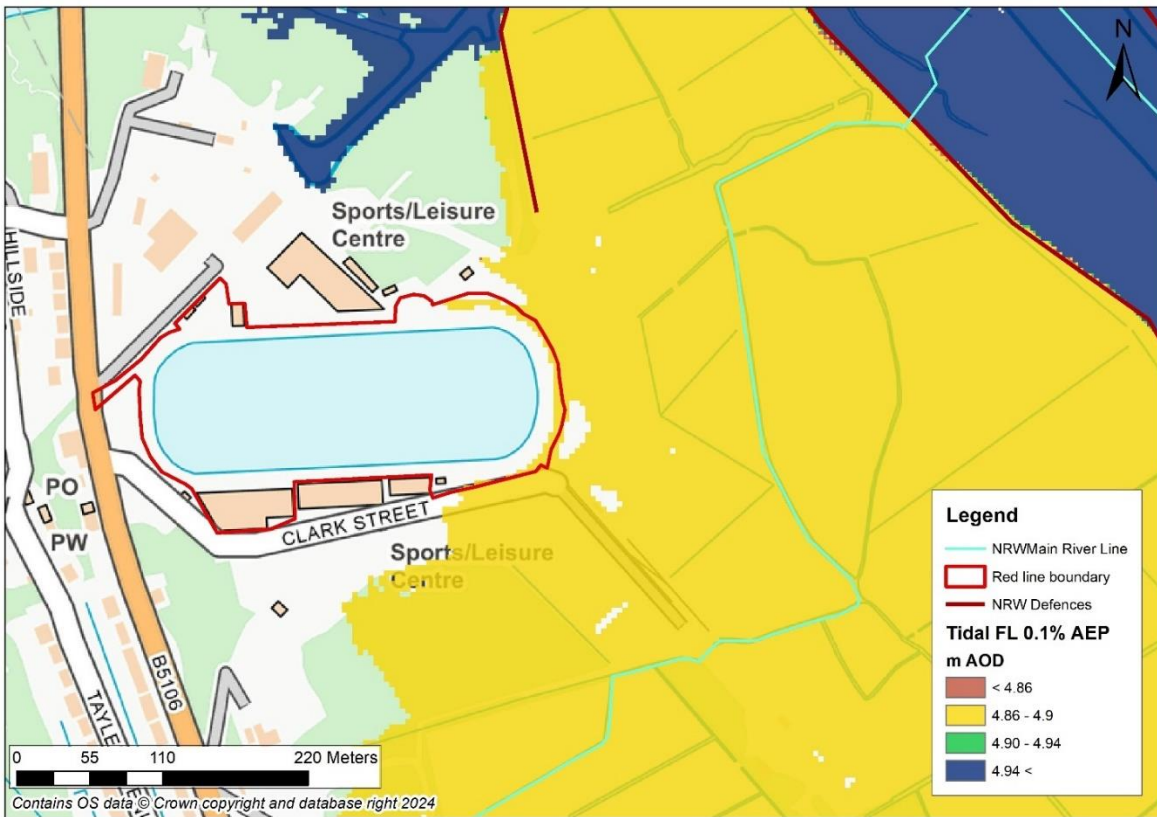 N
Sports/Leisure
Centre
HILLSIDE
PO
PW
CLARK STREET
Sports/Leisure
Centre
B5106
Legend
NRWMain River Line
Red line boundary
NRW Defences
Tidal FL 0.1% AEP
m AOD
< 4.86
4.86 - 4.9
4.90 - 4.94
4.94 <
0 55 110 220 Meters
Contains OS data © Crown copyright and database right 2024